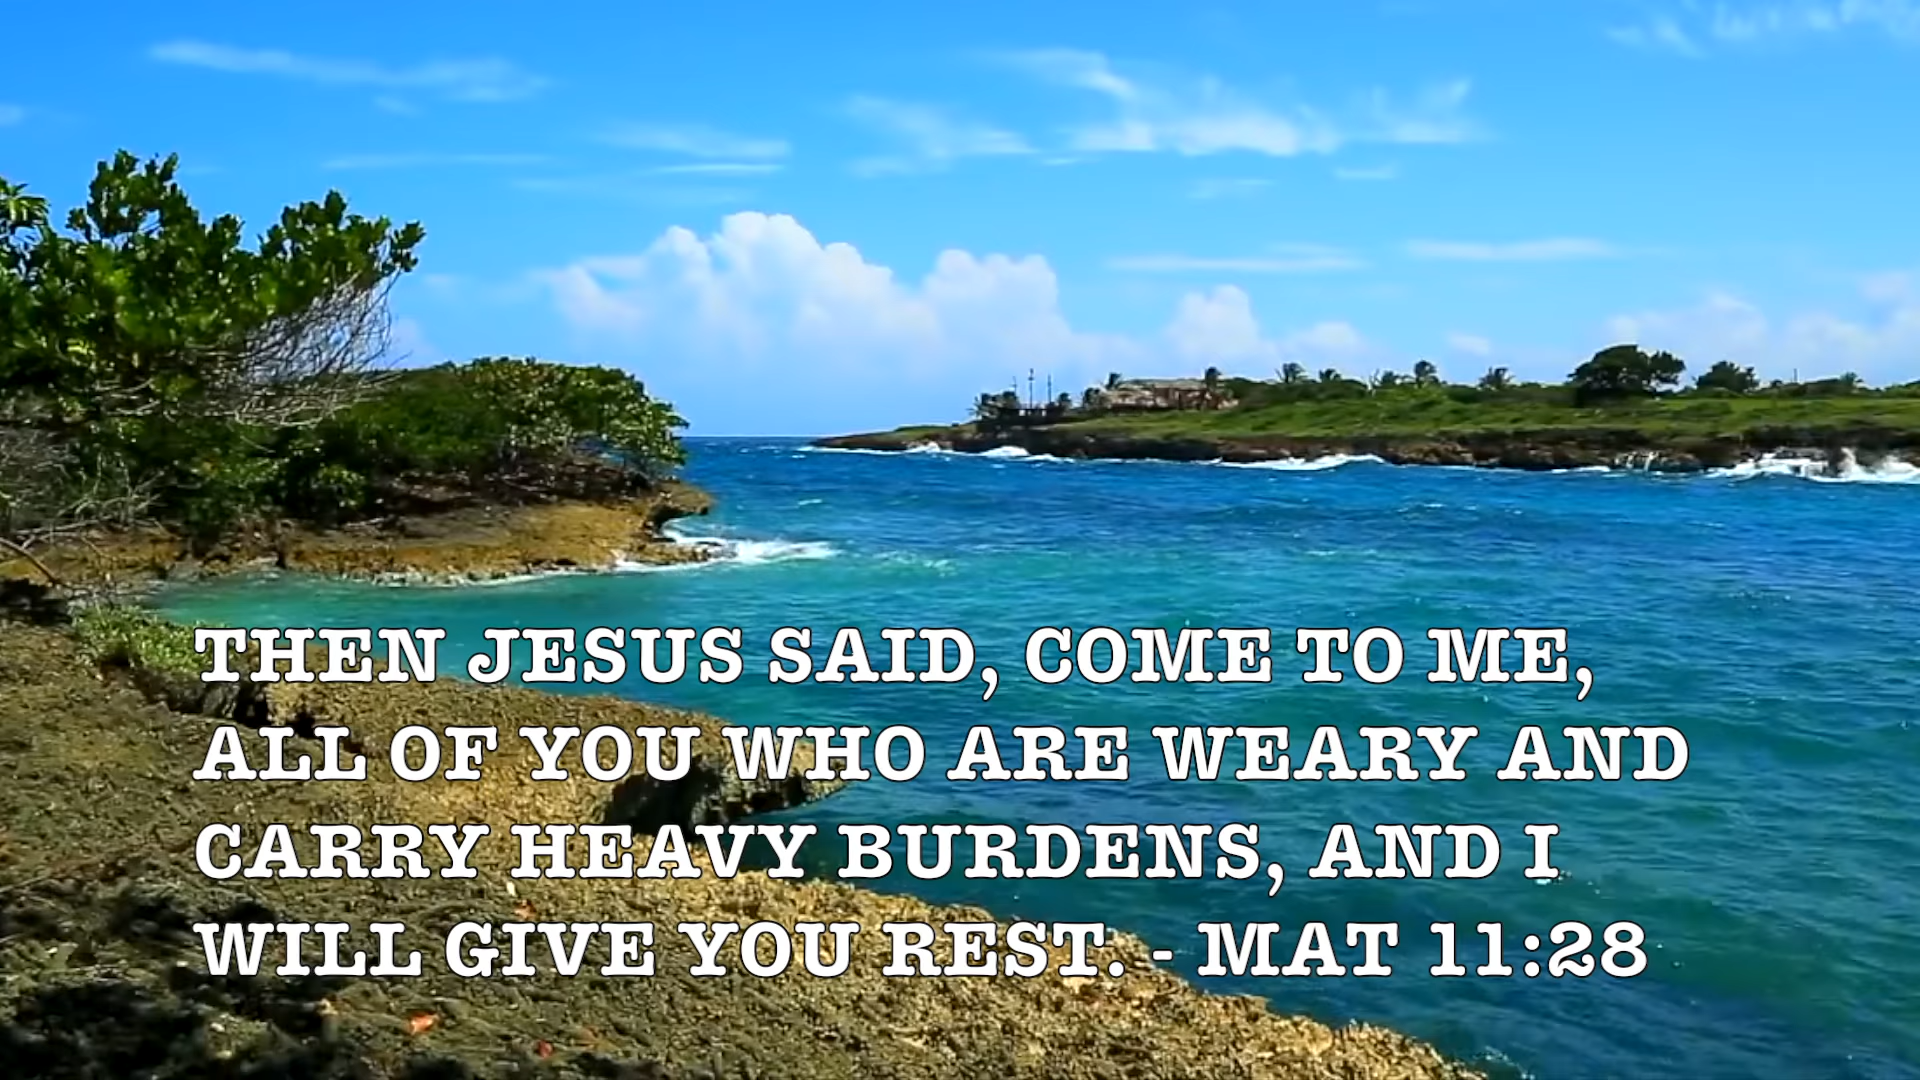 THEN JESUS SAID, COME TO ME,
ALL OF YOU WHO ARE WEARY AND
CARRY HEAVY BURDENS, AND I
WILL GIVE YOU REST. - MAT 11:28